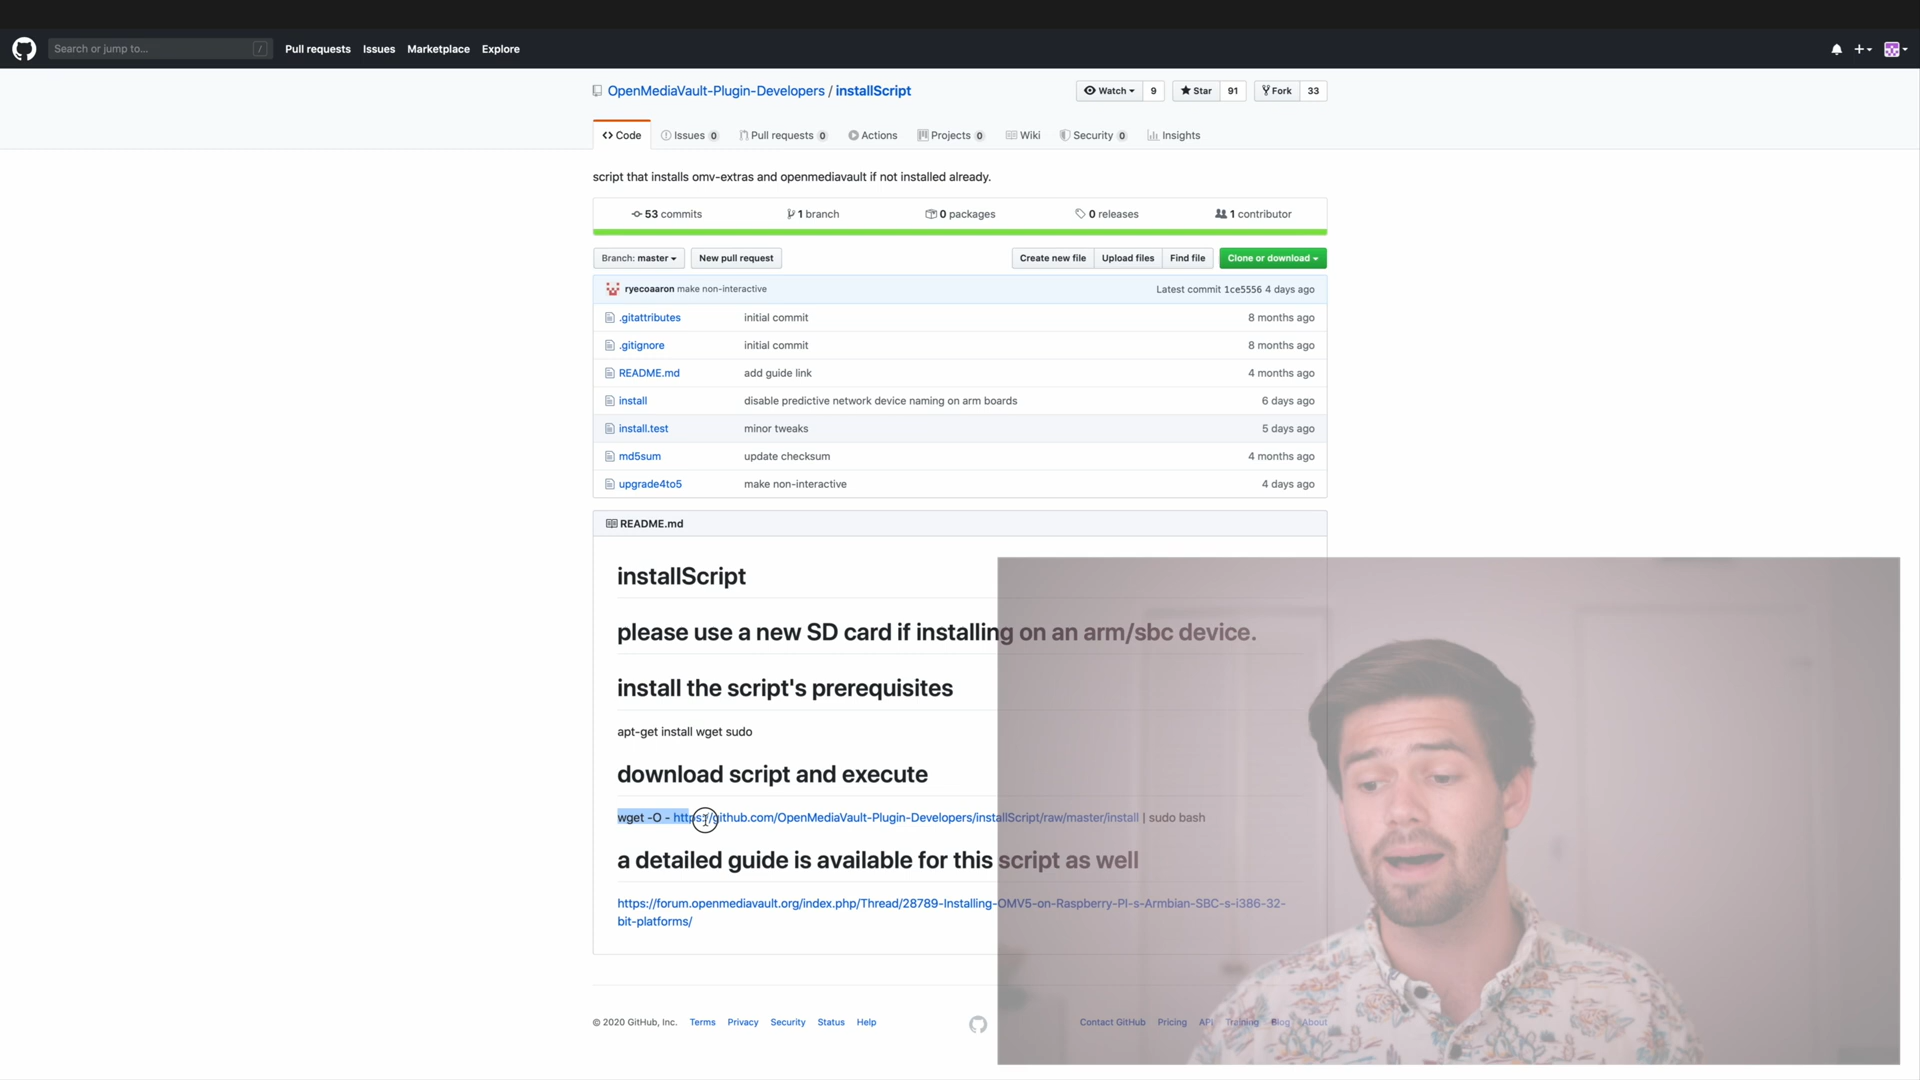 Search or jump to... /
Pull requests Issues Marketplace Explore
OpenMediaVault-Plugin-Developers / installScript
Watch 9 Star 91 Fork 33
Code Issues 0 Pull requests 0 Actions Projects 0 Wiki Security 0 Insights
script that installs omv-extras and openmediavault if not installed already.
53 commits 1 branch 0 packages 0 releases 1 contributor
Branch: master New pull request Create new file Upload files Find file Clone or download
ryecoaaron make non-interactive Latest commit 1ce5556 4 days ago
.gitattributes initial commit 8 months ago
.gitignore initial commit 8 months ago
README.md add guide link 4 months ago
install disable predictive network device naming on arm boards 6 days ago
install.test minor tweaks 5 days ago
md5sum update checksum 4 months ago
upgrade4to5 make non-interactive 4 days ago
README.md
installScript
please use a new SD card if installing on an arm/sbc device.
install the script's prerequisites
apt-get install wget sudo
download script and execute
wget -O - https://github.com/OpenMediaVault-Plugin-Developers/installScript/raw/master/install | sudo bash
a detailed guide is available for this script as well
https://forum.openmediavault.org/index.php/Thread/28789-Installing-OMV5-on-Raspberry-PI-s-Armbian-SBC-s-i386-32-
bit-platforms/
© 2020 GitHub, Inc. Terms Privacy Security Status Help Contact GitHub Pricing API Training Blog About